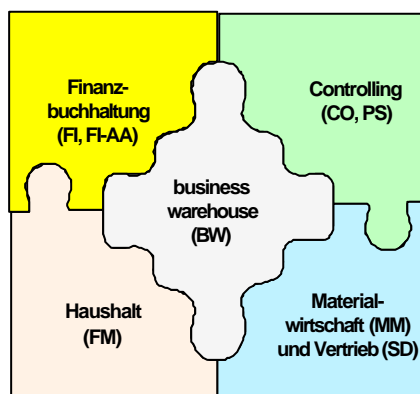 Finanz-
buchhaltung
(FI, FI-AA)
Controlling
(CO, PS)
business
warehouse
(BW)
Haushalt
(FM)
Material-
wirtschaft (MM)
und Vertrieb (SD)